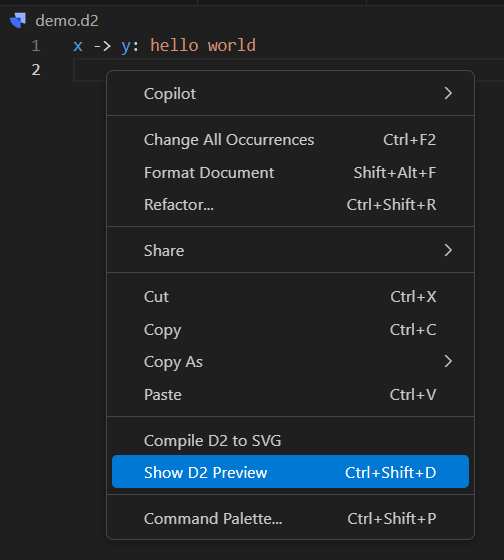 demo.d2
1 x -> y: hello world
2
Copilot
Change All Occurrences Ctrl+F2
Format Document Shift+Alt+F
Refactor... Ctrl+Shift+R
Share
Cut Ctrl+X
Copy Ctrl+C
Copy As
Paste Ctrl+V
Compile D2 to SVG
Show D2 Preview Ctrl+Shift+D
Command Palette... Ctrl+Shift+P